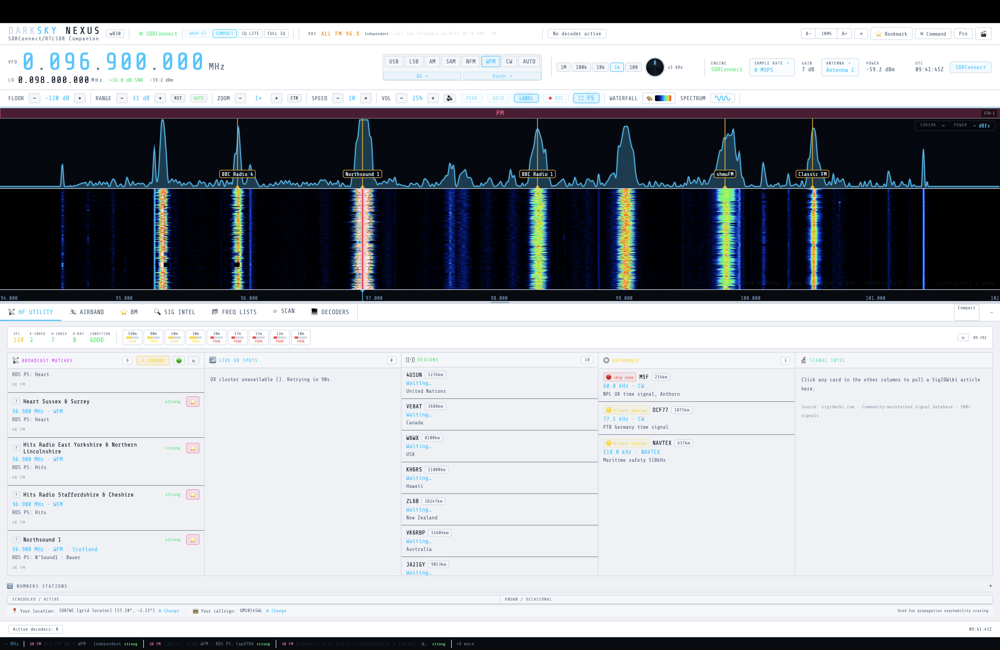 DARKSKY NEXUS
SDRConnect/RTLSDR Companion
w030
SDRConnect
nRSP-ST
COMPACT
IQ LITE
FULL IQ
RDS ALL FM 96.9 Independent Call The Throwback on 0333 20 20 400 · UK
No decoder active
A− 100% A+
☀
Bookmark
⌘ Command
Pro
VFO 0.096.900.000 MHz
LO 0.098.000.000 MHz +36.8 dB SNR −59.2 dBm
USB LSB AM SAM NFM WFM CW AUTO
BW ▾ Bands ▾
1M 100k 10k 1k 100 ±1 kHz
ENGINE
SDRConnect
SAMPLE RATE ▾
8 MSPS
GAIN
7 dB
ANTENNA ▾
Antenna C
POWER
−59.2 dBm
UTC
09:41:45Z
SDRConnect
FLOOR − −120 dB + RANGE − 31 dB + RST AUTO ZOOM − 1× + CTR SPEED − 10 + VOL − 25% + PEAK GRID LABEL REC FS WATERFALL SPECTRUM
FM
ITU-1
CURSOR — POWER — dBfs
BBC Radio 4
Northsound 1
BBC Radio 1
shmuFM
Classic FM
shift+scroll = floor · ctrl+scroll = zoom
94.000 95.000 96.000 97.000 98.000 99.000 100.000 101.000 102
HF UTILITY AIRBAND BM SIG INTEL FREQ LISTS ⟳ SCAN DECODERS
Compact
—
SFI
120
K-INDEX
2
A-INDEX
7
X-RAY
B
CONDITION
GOOD
160m
FAIR
80m
FAIR
40m
FAIR
30m
FAIR
20m
POOR
17m
POOR
15m
POOR
12m
POOR
10m
POOR
↻ 09:39Z
BROADCAST MATCHES 9 ⚡ LOOKUP ↻
RDS PS: Heart
UK FM
? Heart Sussex & Surrey strong
96.900 MHz · WFM
RDS PS: Heart
UK FM
? Hits Radio East Yorkshire & Northern
Lincolnshire strong
96.900 MHz · WFM
RDS PS: Hits
UK FM
? Hits Radio Staffordshire & Cheshire strong
96.900 MHz · WFM
RDS PS: Hits
UK FM
? Northsound 1 strong
96.900 MHz · WFM · Scotland
RDS PS: N'Sound1 · Bauer
UK FM
LIVE DX SPOTS 0
DX cluster unavailable (). Retrying in 90s.
BEACONS 18
4U1UN 5276km
Waiting…
United Nations
VE8AT 3688km
Waiting…
Canada
W6WX 8100km
Waiting…
USA
KH6RS 11000km
Waiting…
Hawaii
ZL6B 18247km
Waiting…
New Zealand
VK6RBP 14604km
Waiting…
Australia
JA2IGY 9053km
Waiting…
REFERENCE 3
skip zone MSF 254km
60.0 kHz · CW
NPL UK time signal, Anthorn
D-layer daytime DCF77 1075km
77.5 kHz · CW
PTB Germany time signal
D-layer daytime NAVTEX 637km
518.0 kHz · NAVTEX
Maritime safety 518kHz
SIGNAL INTEL
Click any card in the other columns to pull a SigIDWiki article
here.
Source: sigidwiki.com · Community-maintained signal database · 500+
signals
NUMBERS STATIONS ▾
SCHEDULED / ACTIVE
KNOWN / OCCASIONAL
Your location: IO87WC (grid locator) (57.10°, −2.13°) Change · Your callsign: GM1014SWL Change
Used for propagation reachability scoring
Active decoders: 0
09:41:45Z
— MHz UK FM ALL FM 96.9 WFM · Independent strong UK FM Capital XTRA WFM · RDS PS: CapXTRA strong UK FM Greatest Hits Radio Staffordshire & Cheshi… W… strong +6 more